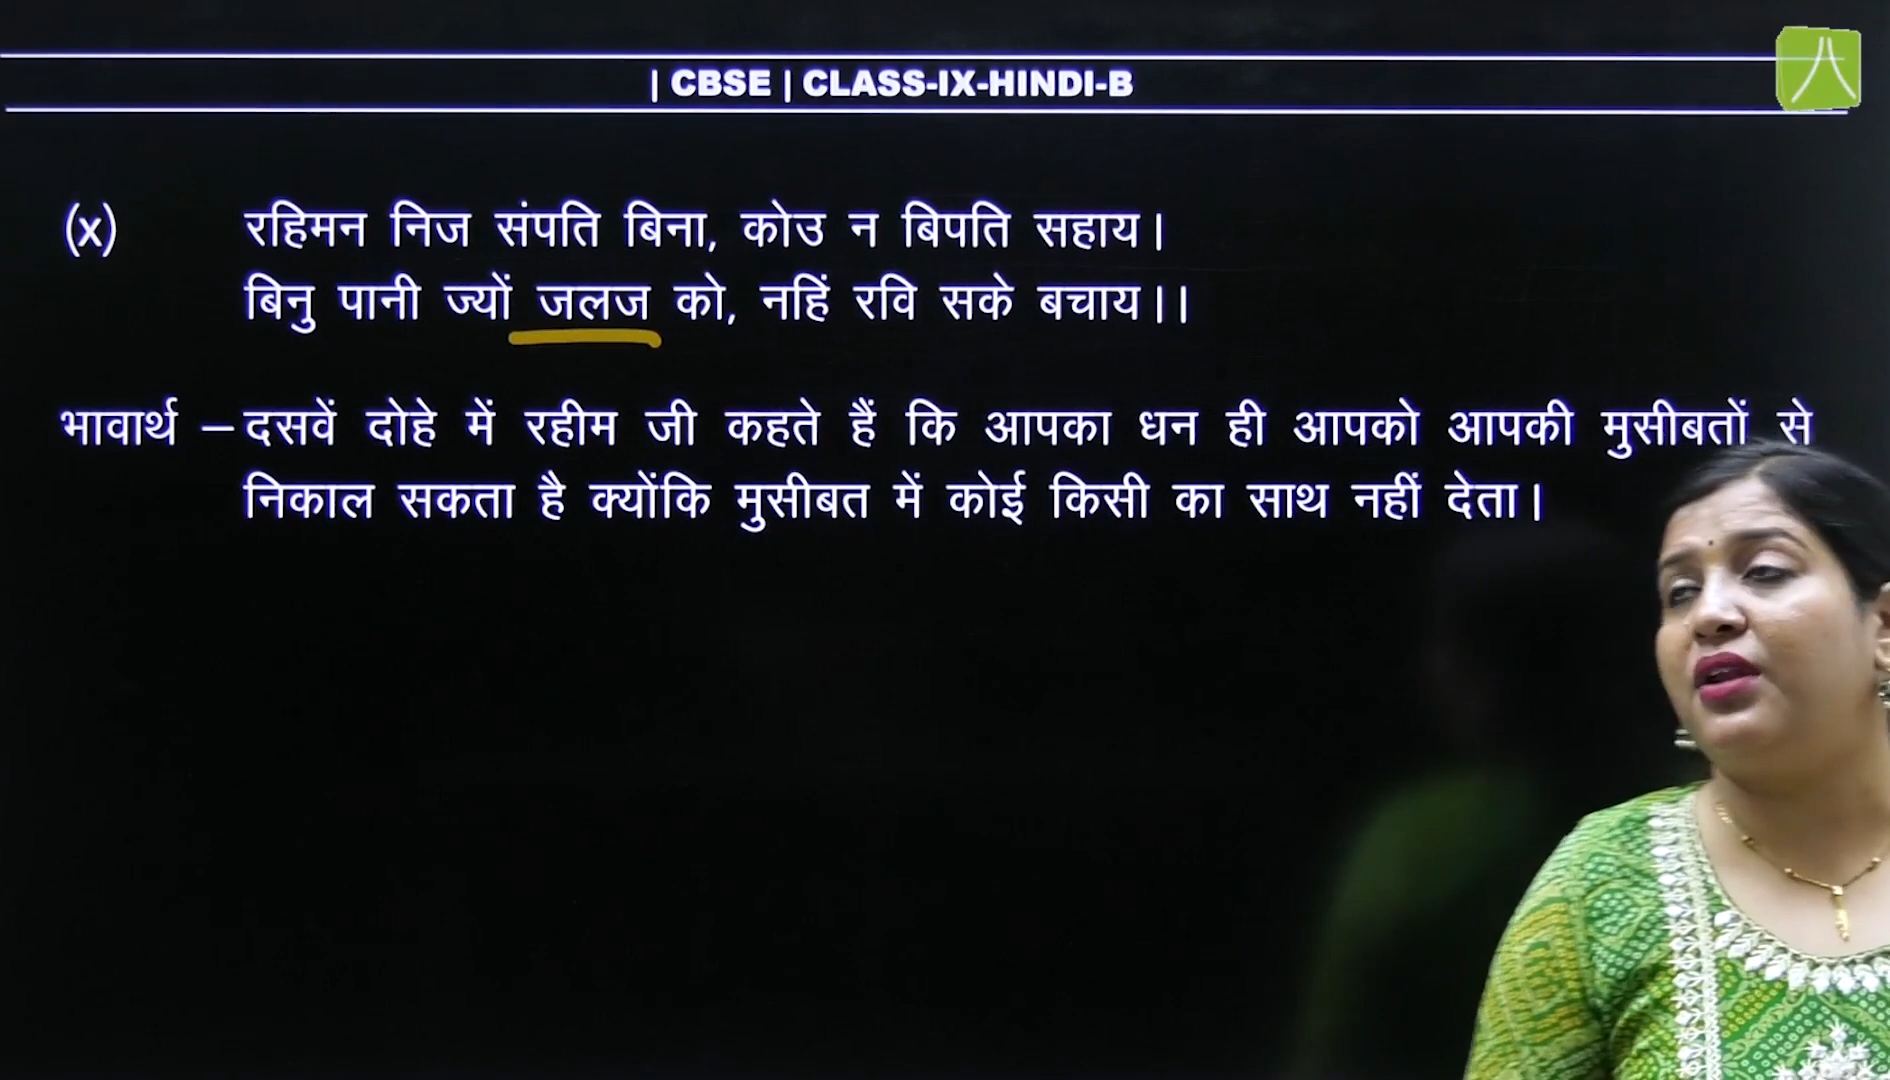 | CBSE | CLASS-IX-HINDI-B
(x) रहिमन निज संपति बिना, कोउ न बिपति सहाय।
बिनु पानी ज्यों जलज को, नहिं रवि सके बचाय।।
भावार्थ – दसवें दोहे में रहीम जी कहते हैं कि आपका धन ही आपको आपकी मुसीबतों से
निकाल सकता है क्योंकि मुसीबत में कोई किसी का साथ नहीं देता।